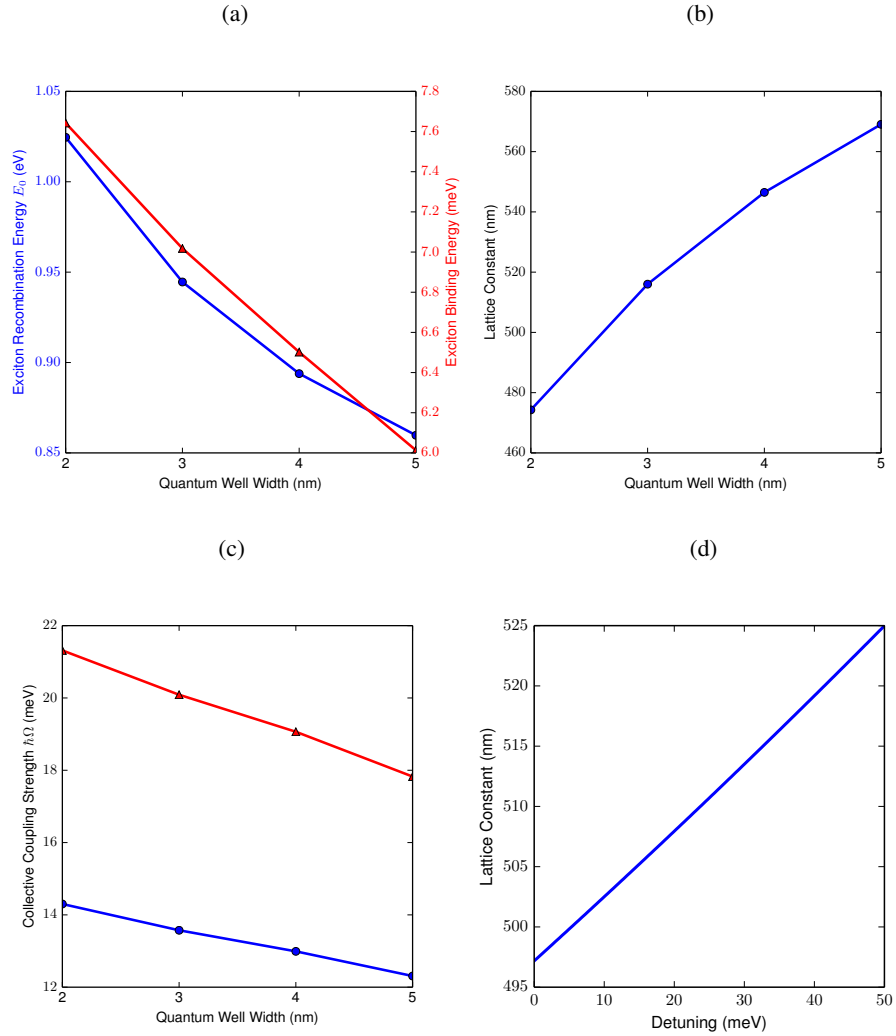 (a)
1.05
1.00
0.95
0.90
0.85
Exciton Recombination Energy E₀ (eV)
7.8
7.6
7.4
7.2
7.0
6.8
6.6
6.4
6.2
6.0
Exciton Binding Energy (meV)
2 3 4 5
Quantum Well Width (nm)
(b)
580
560
540
520
500
480
460
Lattice Constant (nm)
2 3 4 5
Quantum Well Width (nm)
(c)
22
20
18
16
14
12
Collective Coupling Strength ℏΩ (meV)
2 3 4 5
Quantum Well Width (nm)
(d)
525
520
515
510
505
500
495
Lattice Constant (nm)
0 10 20 30 40 50
Detuning (meV)